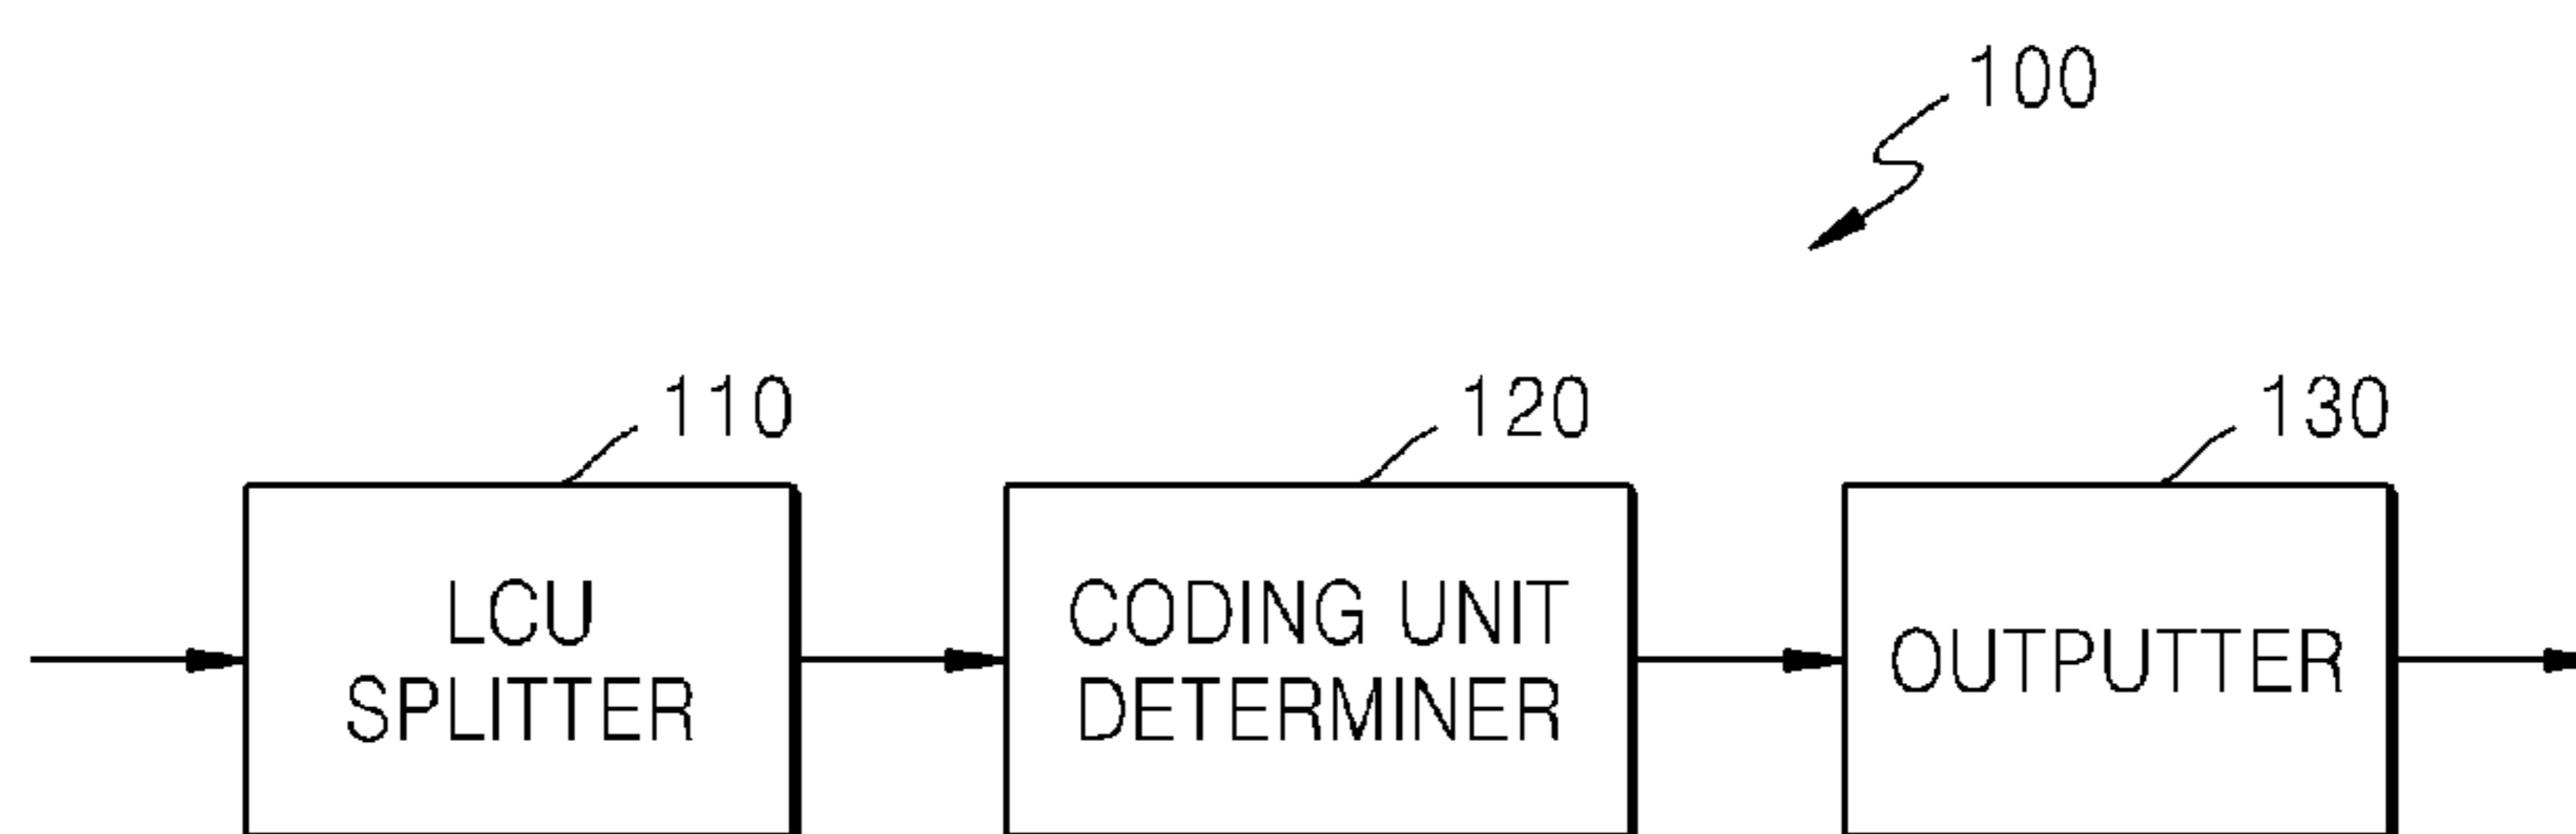 100
110
120
130
LCU
SPLITTER
CODING UNIT
DETERMINER
OUTPUTTER